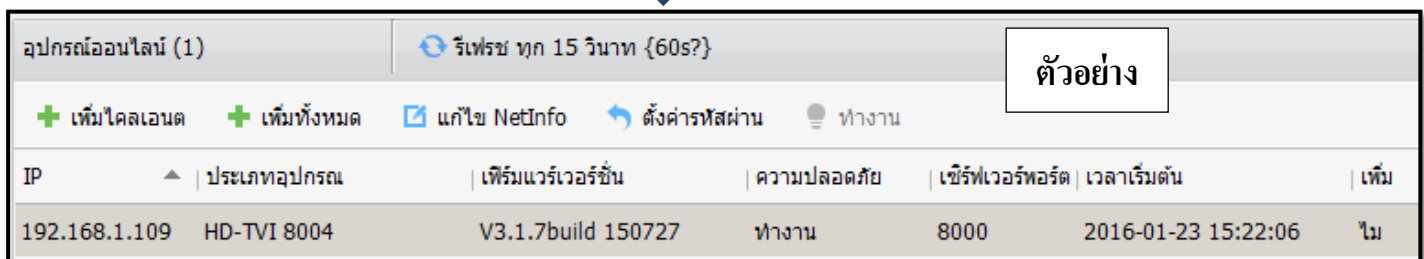 อุปกรณ์ออนไลน์ (1) รีเฟรช ทุก 15 วินาท {60s?}
ตัวอย่าง
เพิ่มไคลเอนต เพิ่มทั้งหมด แก้ไข NetInfo ตั้งค่ารหัสผ่าน ทำงาน
IP ประเภทอุปกรณ เฟิร์มแวร์เวอร์ชั่น ความปลอดภัย เซิร์ฟเวอร์พอร์ต เวลาเริ่มต้น เพิ่ม
192.168.1.109 HD-TVI 8004 V3.1.7build 150727 ทำงาน 8000 2016-01-23 15:22:06 ไม